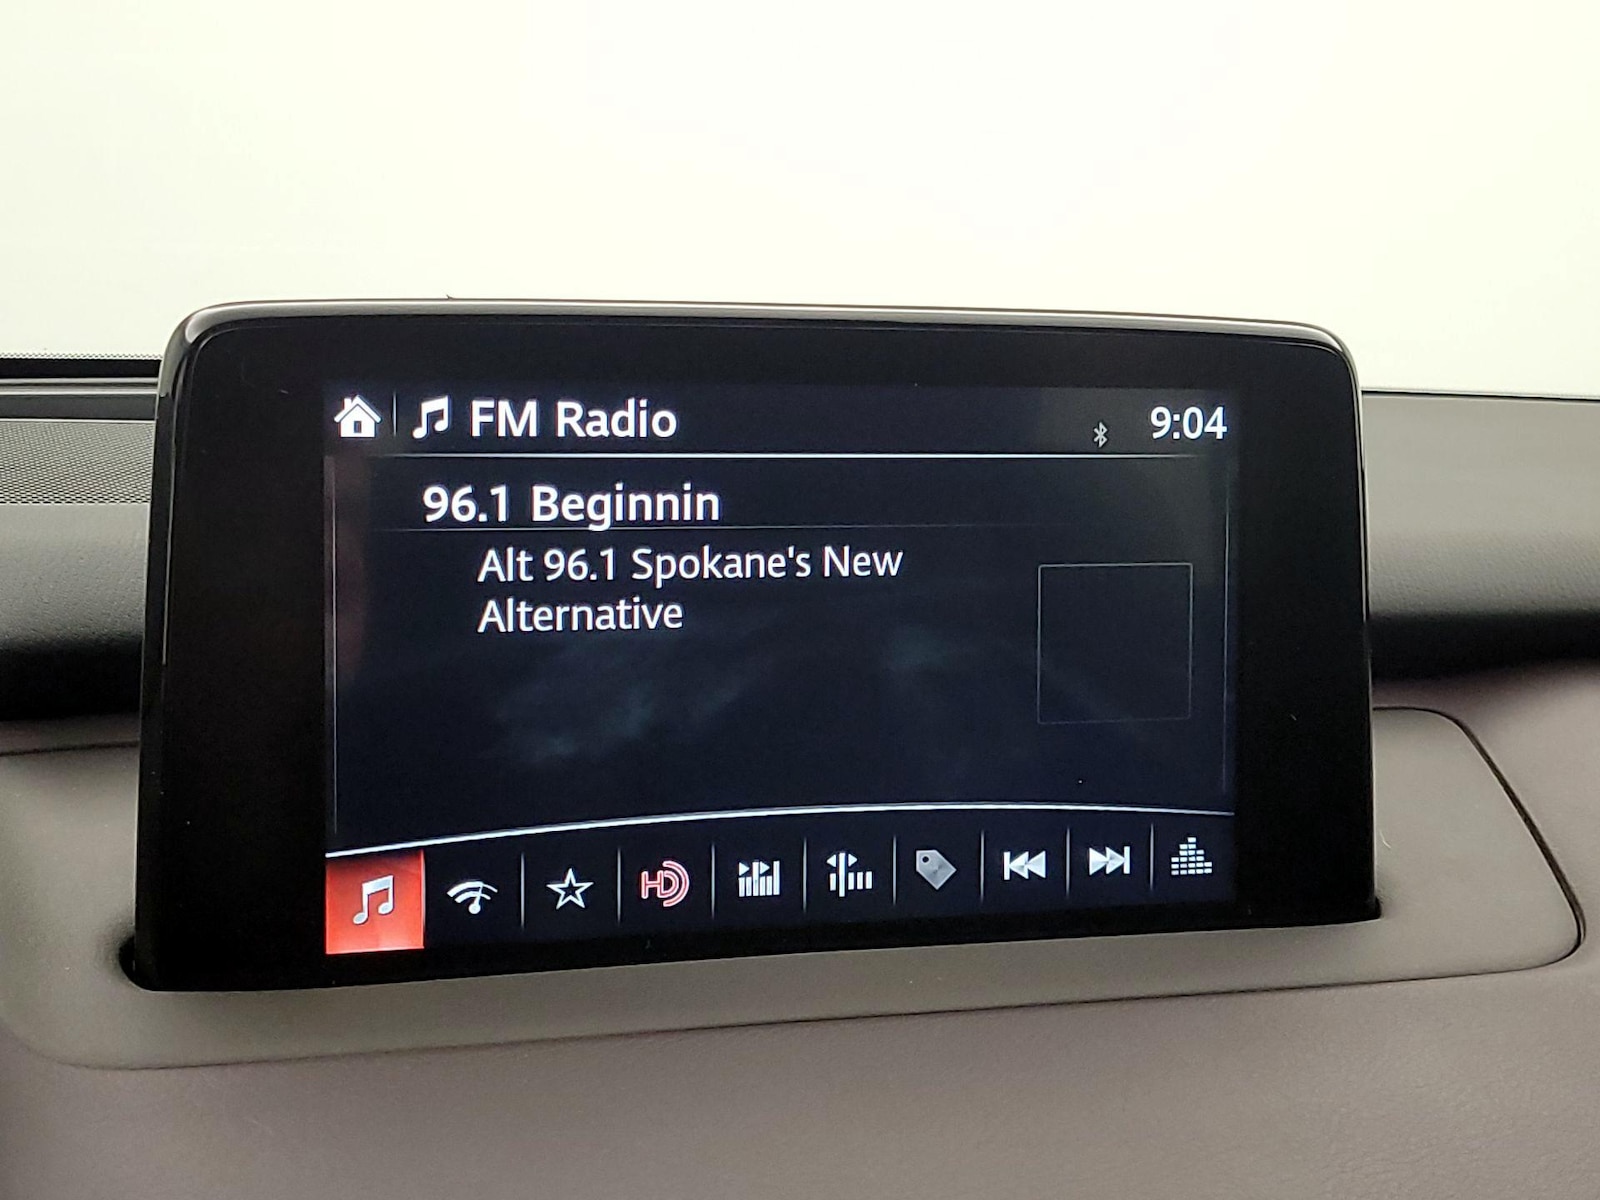 FM Radio
9:04
96.1 Beginnin
Alt 96.1 Spokane's New
Alternative
HD